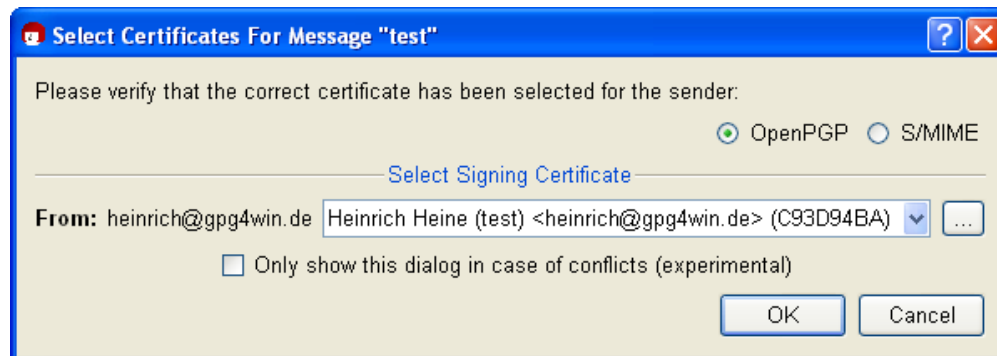 Select Certificates For Message "test"
Please verify that the correct certificate has been selected for the sender:
OpenPGP S/MIME
Select Signing Certificate
From: heinrich@gpg4win.de Heinrich Heine (test) <heinrich@gpg4win.de> (C93D94BA) ...
Only show this dialog in case of conflicts (experimental)
OK Cancel